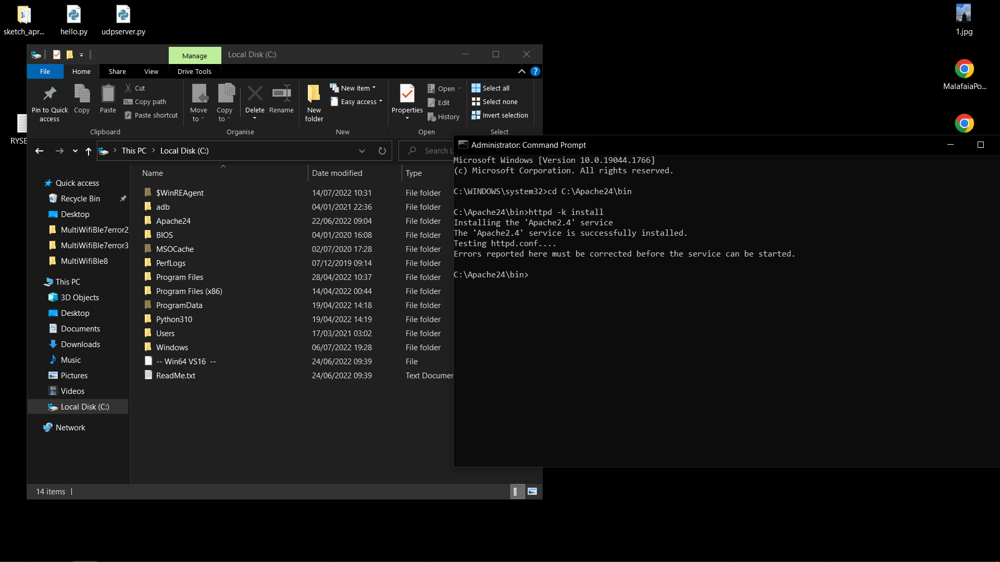 sketch_apr...
hello.py
udpserver.py
1.jpg
MalafaiaPo...
RYSE
Manage
Local Disk (C:)
File
Home
Share
View
Drive Tools
Pin to Quick access
Copy
Paste
Cut
Copy path
Paste shortcut
Clipboard
Move to
Copy to
Delete
Rename
Organise
New folder
New item
Easy access
New
Properties
Open
Edit
History
Open
Select all
Select none
Invert selection
Select
This PC
Local Disk (C:)
Search L
Name
Date modified
Type
Quick access
Recycle Bin
Desktop
MultiWifiBle7error2
MultiWifiBle7error3
MultiWifiBle8
This PC
3D Objects
Desktop
Documents
Downloads
Music
Pictures
Videos
Local Disk (C:)
Network
$WinREAgent 14/07/2022 10:31 File folder
adb 04/01/2021 22:36 File folder
Apache24 22/06/2022 09:04 File folder
BIOS 04/01/2020 16:08 File folder
MSOCache 02/07/2020 17:28 File folder
PerfLogs 07/12/2019 09:14 File folder
Program Files 28/04/2022 10:37 File folder
Program Files (x86) 14/04/2022 00:44 File folder
ProgramData 19/04/2022 14:18 File folder
Python310 19/04/2022 14:19 File folder
Users 17/03/2021 03:02 File folder
Windows 06/07/2022 19:28 File folder
-- Win64 VS16 -- 24/06/2022 09:39 File
ReadMe.txt 24/06/2022 09:39 Text Documen
14 items
Administrator: Command Prompt
Microsoft Windows [Version 10.0.19044.1766]
(c) Microsoft Corporation. All rights reserved.
C:\WINDOWS\system32>cd C:\Apache24\bin
C:\Apache24\bin>httpd -k install
Installing the 'Apache2.4' service
The 'Apache2.4' service is successfully installed.
Testing httpd.conf....
Errors reported here must be corrected before the service can be started.
C:\Apache24\bin>